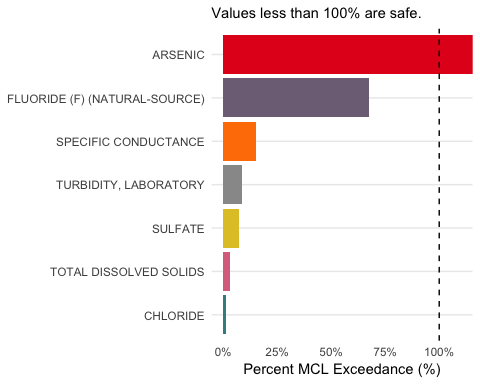 Values less than 100% are safe.
ARSENIC
FLUORIDE (F) (NATURAL-SOURCE)
SPECIFIC CONDUCTANCE
TURBIDITY, LABORATORY
SULFATE
TOTAL DISSOLVED SOLIDS
CHLORIDE
0% 25% 50% 75% 100%
Percent MCL Exceedance (%)